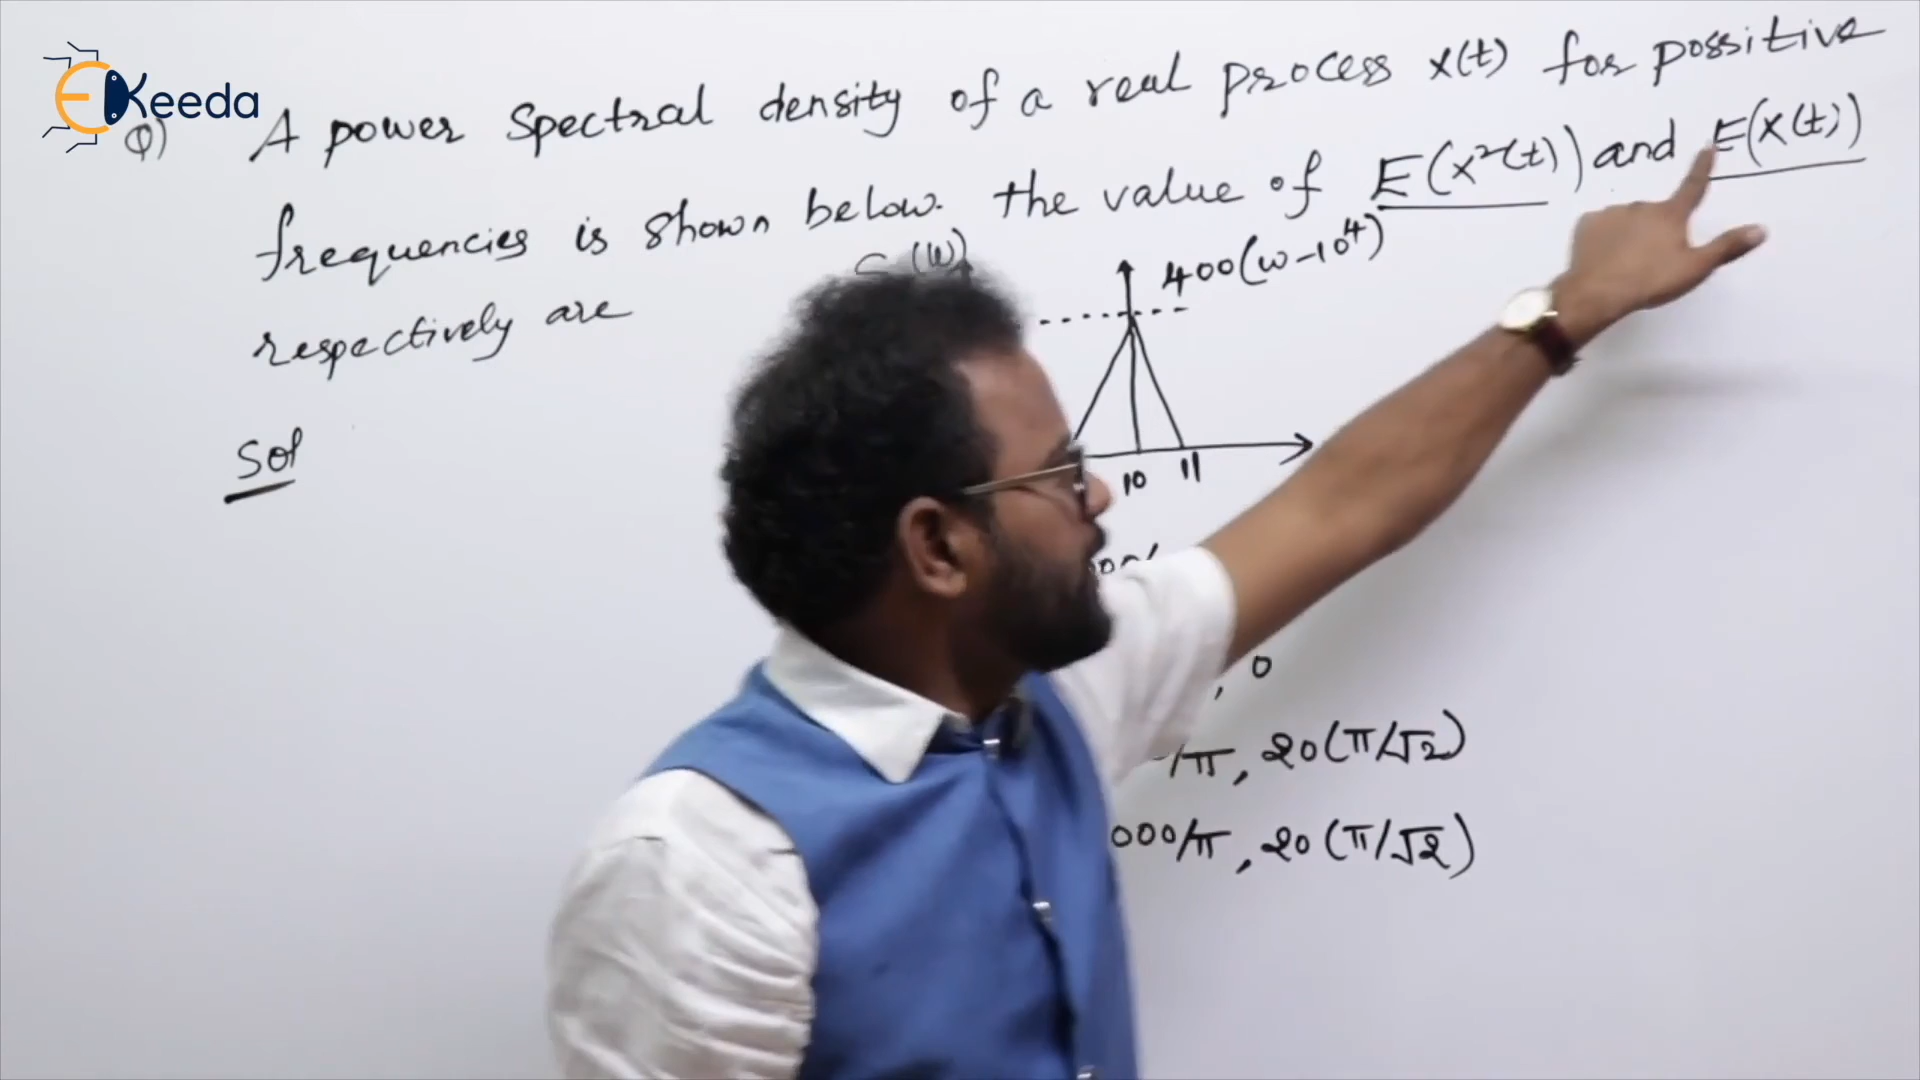 EKeeda
Q) A power Spectral density of a real process X(t) for possitive
frequencies is shown below. the value of E(X²(t)) and E(X(t))
respectively are
(ω)
400(ω-10⁴)
10 11
Sol
, 0
/π, 20(π/√2)
000/π, 20(π/√2)